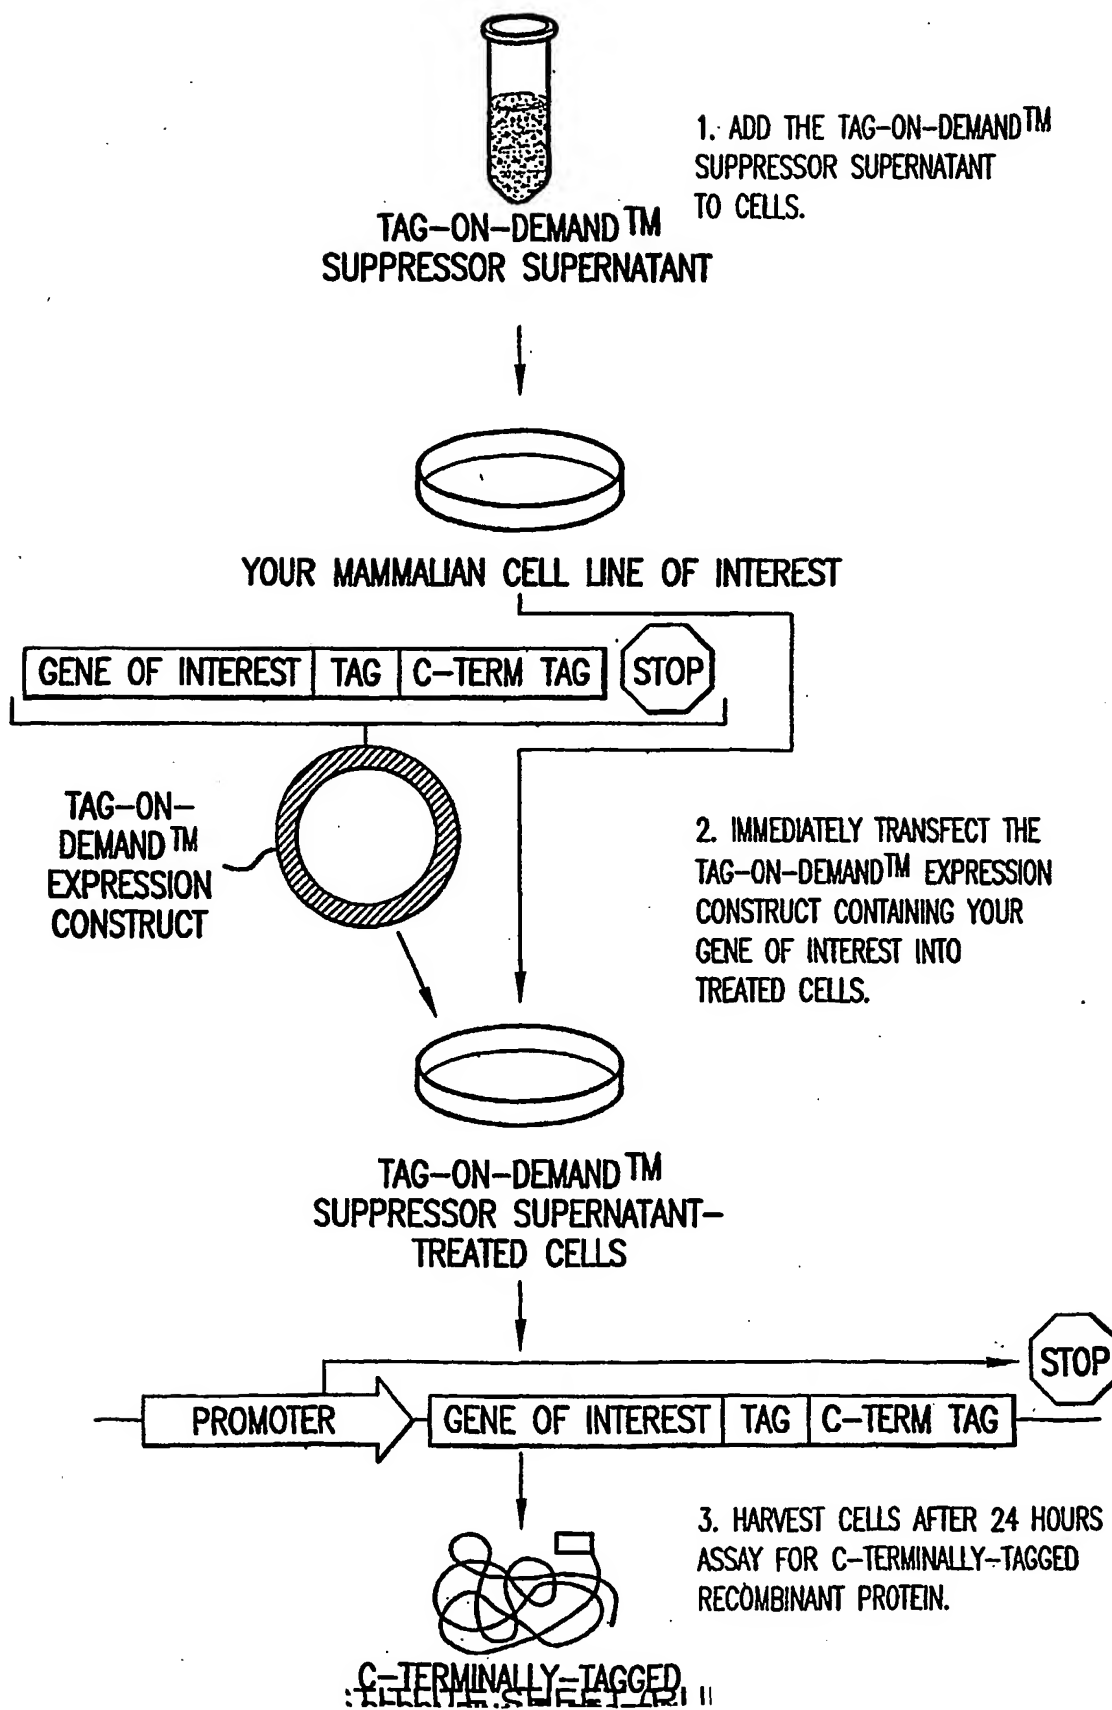 1. ADD THE TAG-ON-DEMAND™
SUPPRESSOR SUPERNATANT
TO CELLS.
TAG-ON-DEMAND™
SUPPRESSOR SUPERNATANT
YOUR MAMMALIAN CELL LINE OF INTEREST
GENE OF INTEREST TAG C-TERM TAG STOP
TAG-ON-
DEMAND™
EXPRESSION
CONSTRUCT
2. IMMEDIATELY TRANSFECT THE
TAG-ON-DEMAND™ EXPRESSION
CONSTRUCT CONTAINING YOUR
GENE OF INTEREST INTO
TREATED CELLS.
TAG-ON-DEMAND™
SUPPRESSOR SUPERNATANT-
TREATED CELLS
STOP
PROMOTER GENE OF INTEREST TAG C-TERM TAG
3. HARVEST CELLS AFTER 24 HOURS
ASSAY FOR C-TERMINALLY-TAGGED
RECOMBINANT PROTEIN.
C-TERMINALLY-TAGGED